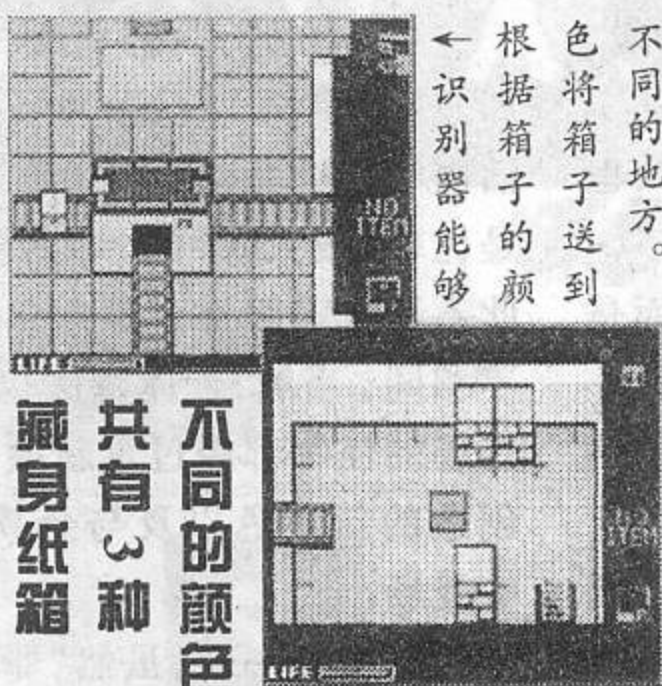 ←识别器能够
根据箱子的颜
色将箱子送到
不同的地方。
NO
ITEM
LIFE
藏身纸箱
共有3种
不同的颜色
ITEM
LIFE